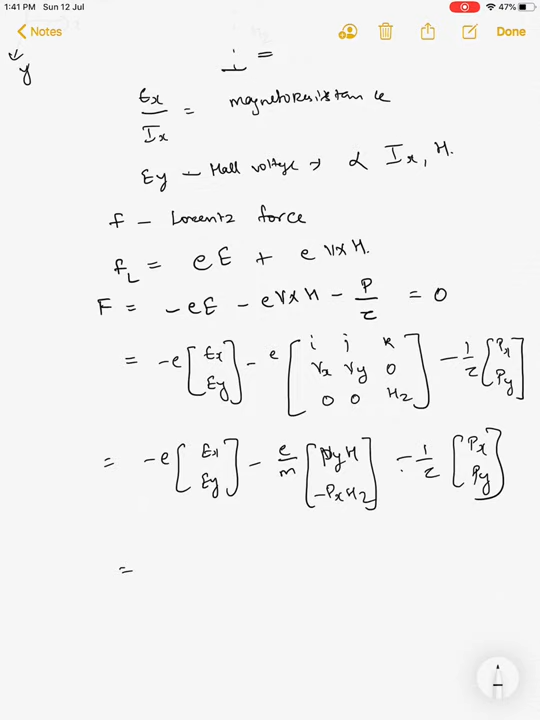 1:41 PM Sun 12 Jul 47%
Notes Done
y
i =
Ex/Ix = magnetoresistance
Ey — Hall voltage → α Ix, H.
f — Lorentz force
f_L = eE + e V×H.
F = -eE - eV×H - P/τ = 0
= -e [Ex Ey] - e [i j k Vx Vy 0 0 0 Hz] - 1/τ [Px Py]
= -e [Ex Ey] - e/m [PyH -PxHz] - 1/τ [Px Py]
=